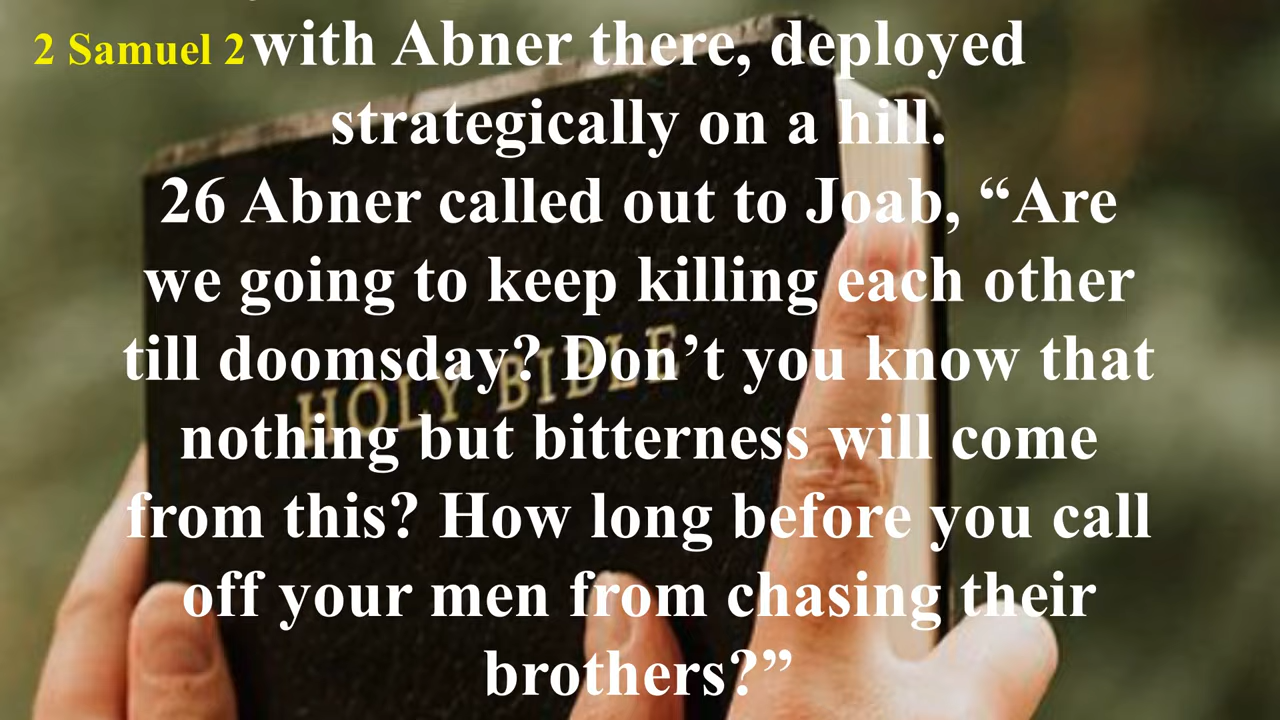 2 Samuel 2
with Abner there, deployed
strategically on a hill.
26 Abner called out to Joab, “Are
we going to keep killing each other
till doomsday? Don’t you know that
nothing but bitterness will come
from this? How long before you call
off your men from chasing their
brothers?”
HOLY BIBLE